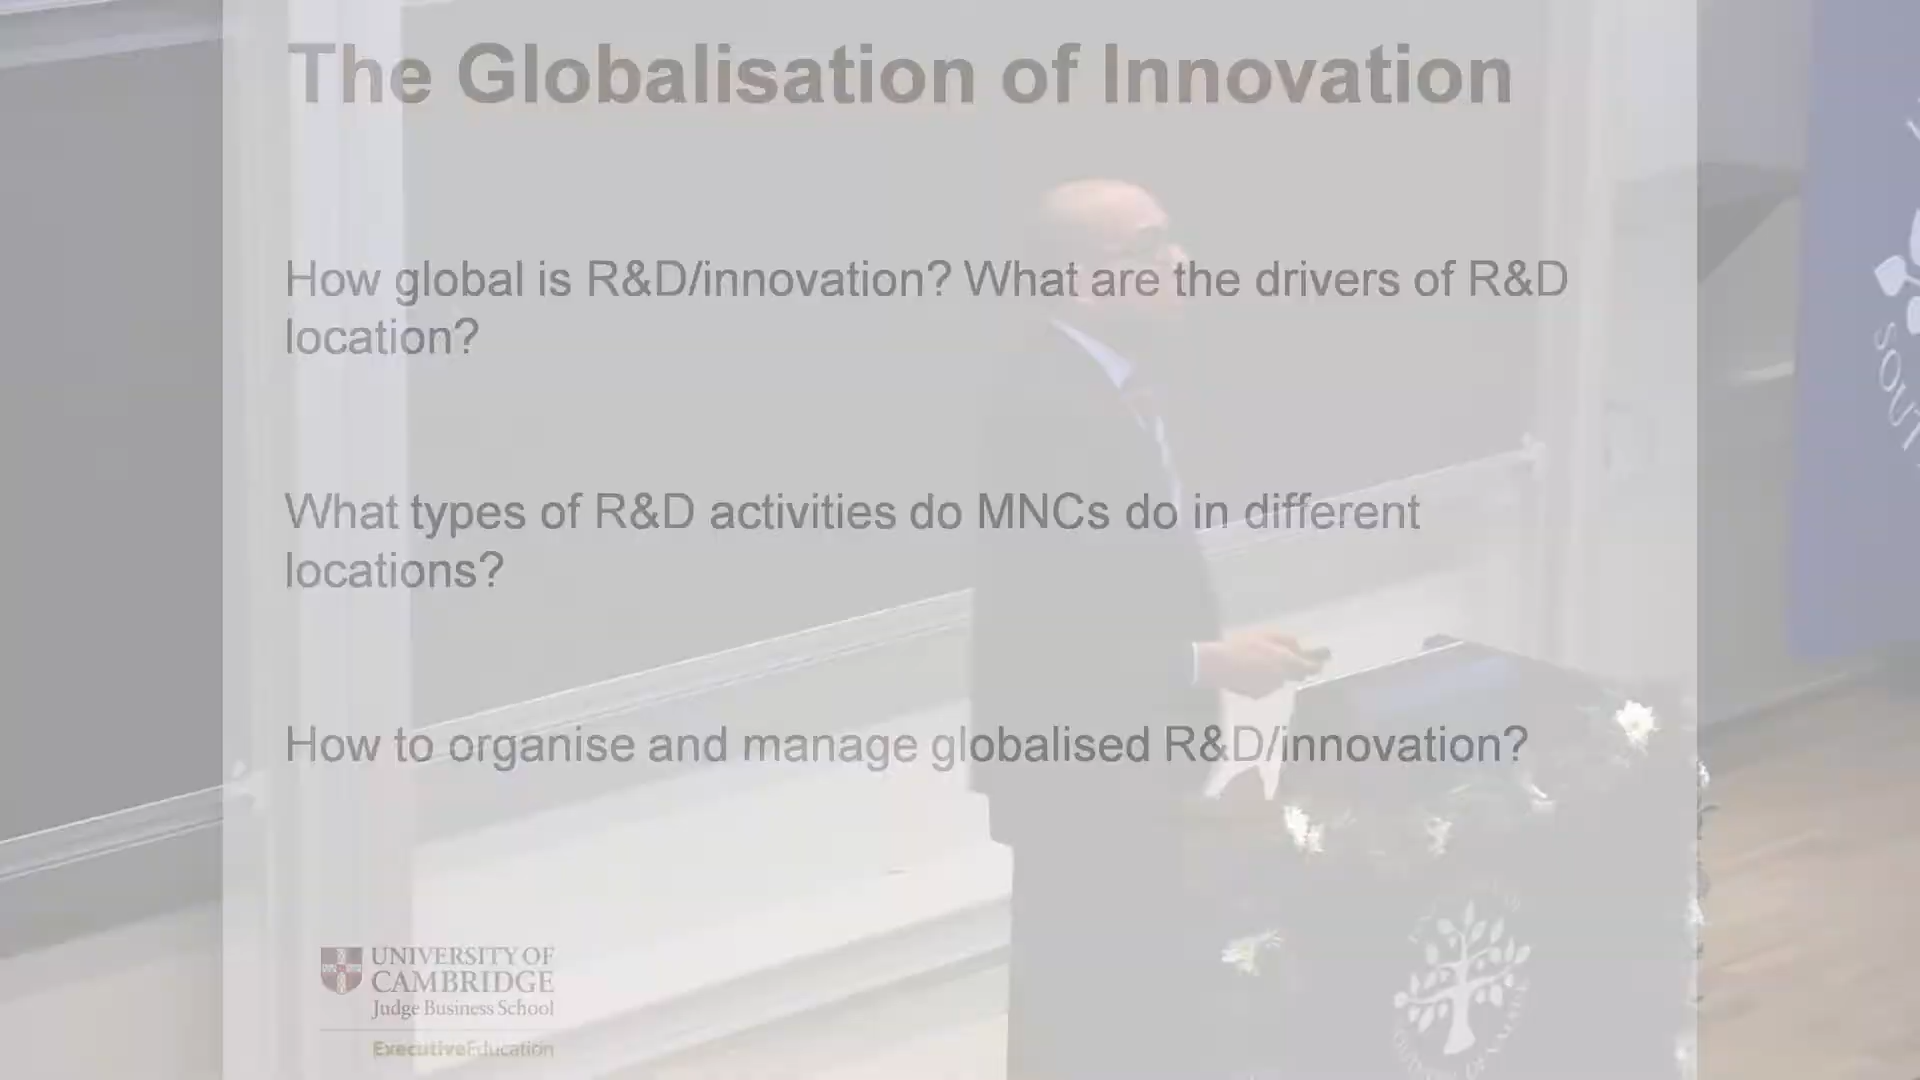 The Globalisation of Innovation
How global is R&D/innovation? What are the drivers of R&D
location?
What types of R&D activities do MNCs do in different
locations?
How to organise and manage globalised R&D/innovation?
UNIVERSITY OF
CAMBRIDGE
Judge Business School
ExecutiveEducation